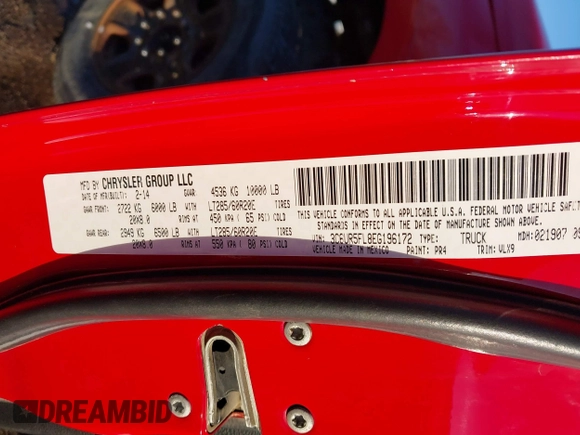 MFD BY CHRYSLER GROUP LLC
DATE OF MFR(BUILT): 2-14 GVWR 4536 KG 10000 LB
GAWR FRONT: 2722 KG 6000 LB WITH LT285/60R20E TIRES
20X8.0 RIMS AT 450 KPA ( 65 PSI) COLD
GAWR REAR: 2949 KG 6500 LB WITH LT285/60R20E TIRES
20X8.0 RIMS AT 550 KPA ( 80 PSI) COLD
THIS VEHICLE CONFORMS TO ALL APPLICABLE U.S.A. FEDERAL MOTOR VEHICLE SAFETY
STANDARDS IN EFFECT ON THE DATE OF MANUFACTURE SHOWN ABOVE.
VIN: 3C6UR5FL8EG196172 TYPE: TRUCK MDH: 021907 09
VEHICLE MADE IN MEXICO PAINT: PR4 TRIM: VLX9
DREAMBID